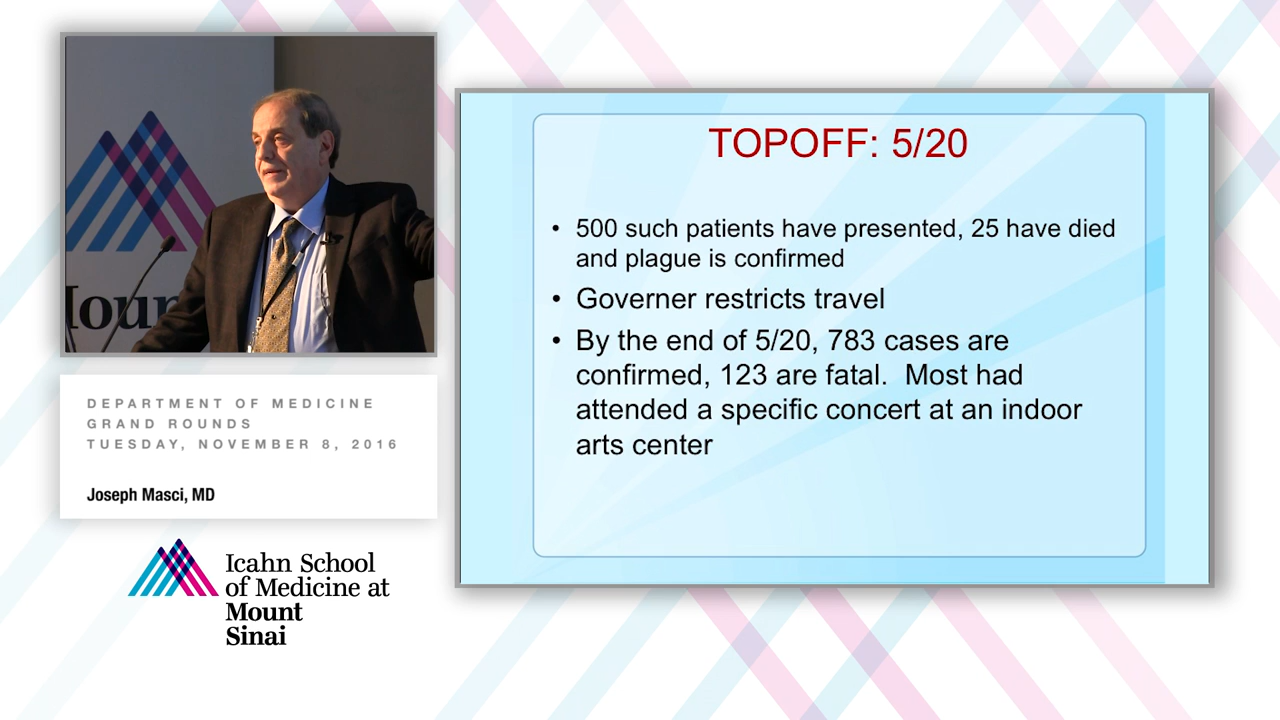 TOPOFF: 5/20
• 500 such patients have presented, 25 have died
and plague is confirmed
• Governer restricts travel
• By the end of 5/20, 783 cases are
confirmed, 123 are fatal.  Most had
attended a specific concert at an indoor
arts center
DEPARTMENT OF MEDICINE
GRAND ROUNDS
TUESDAY, NOVEMBER 8, 2016
Joseph Masci, MD
Icahn School
of Medicine at
Mount
Sinai